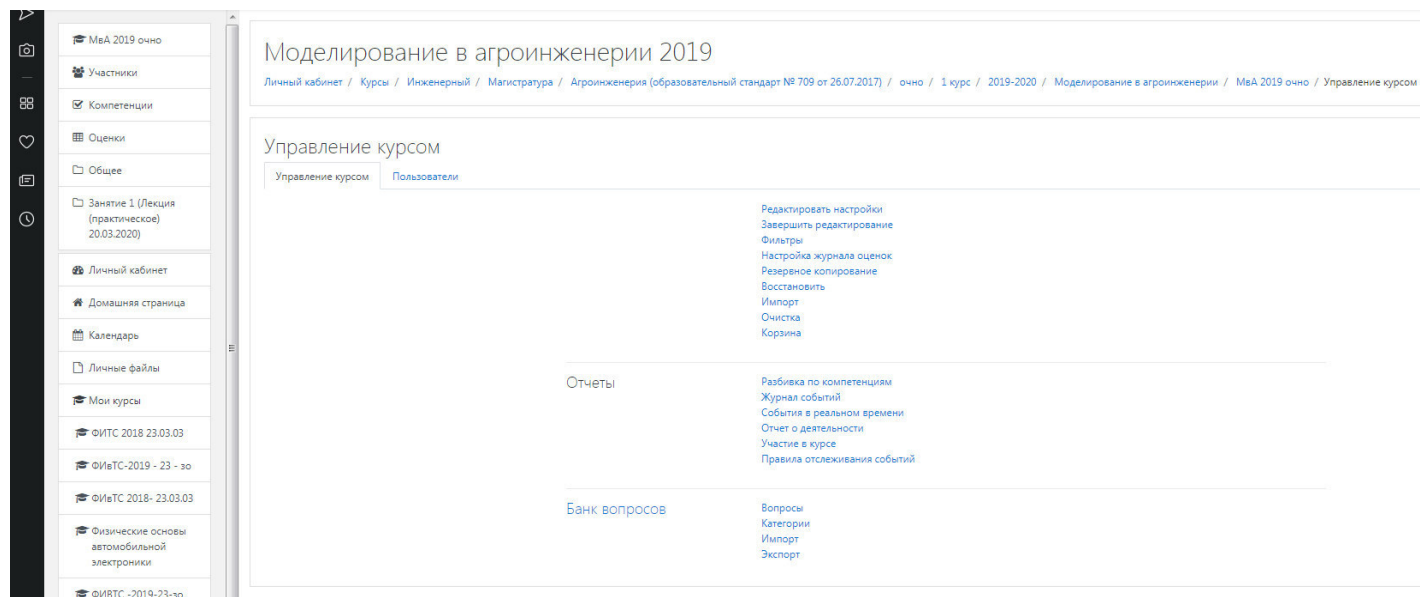 МвА 2019 очно
Участники
Компетенции
Оценки
Общее
Занятие 1 (Лекция
(практическое)
20.03.2020)
Личный кабинет
Домашняя страница
Календарь
Личные файлы
Мои курсы
ФИТС 2018 23.03.03
ФИвТС-2019 - 23 - зо
ФИвТС 2018- 23.03.03
Физические основы
автомобильной
электроники
ФИВТС -2019-23-зо
Моделирование в агроинженерии 2019
Личный кабинет / Курсы / Инженерный / Магистратура / Агроинженерия (образовательный стандарт № 709 от 26.07.2017) / очно / 1 курс / 2019-2020 / Моделирование в агроинженерии / МвА 2019 очно / Управление курсом
Управление курсом
Управление курсом Пользователи
Редактировать настройки
Завершить редактирование
Фильтры
Настройка журнала оценок
Резервное копирование
Восстановить
Импорт
Очистка
Корзина
Отчеты
Разбивка по компетенциям
Журнал событий
События в реальном времени
Отчет о деятельности
Участие в курсе
Правила отслеживания событий
Банк вопросов
Вопросы
Категории
Импорт
Экспорт